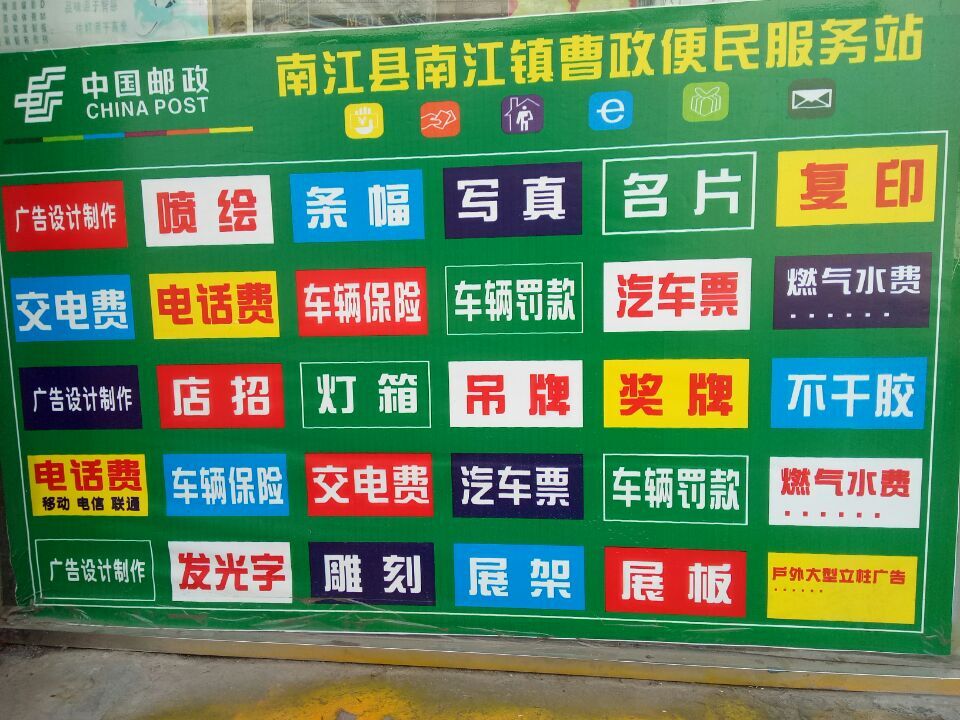 中国邮政
CHINA POST
南江县南江镇曹政便民服务站
广告设计制作 喷绘 条幅 写真 名片 复印
交电费 电话费 车辆保险 车辆罚款 汽车票 燃气水费
......
广告设计制作 店招 灯箱 吊牌 奖牌 不干胶
电话费 车辆保险 交电费 汽车票 车辆罚款 燃气水费
移动 电信 联通 ......
广告设计制作 发光字 雕刻 展架 展板 戶外大型立柱广告
......